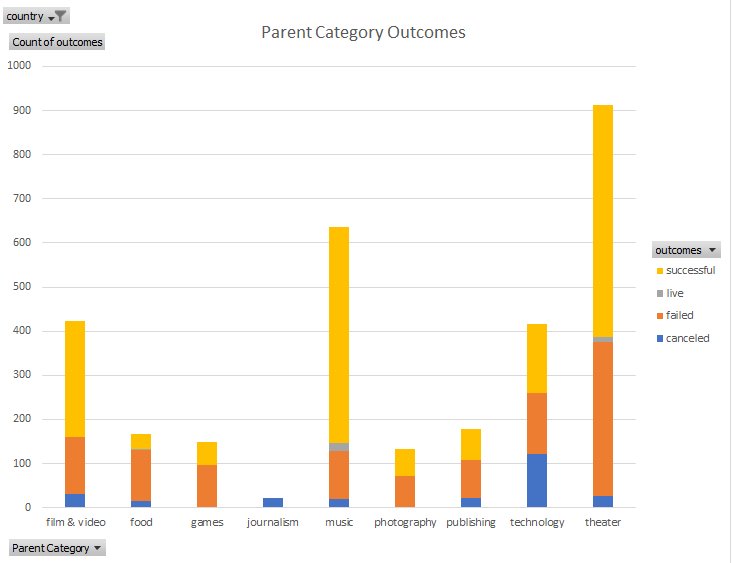 country
Count of outcomes
Parent Category Outcomes
1000
900
800
700
600
500
400
300
200
100
0
film & video food games journalism music photography publishing technology theater
outcomes
successful
live
failed
canceled
Parent Category